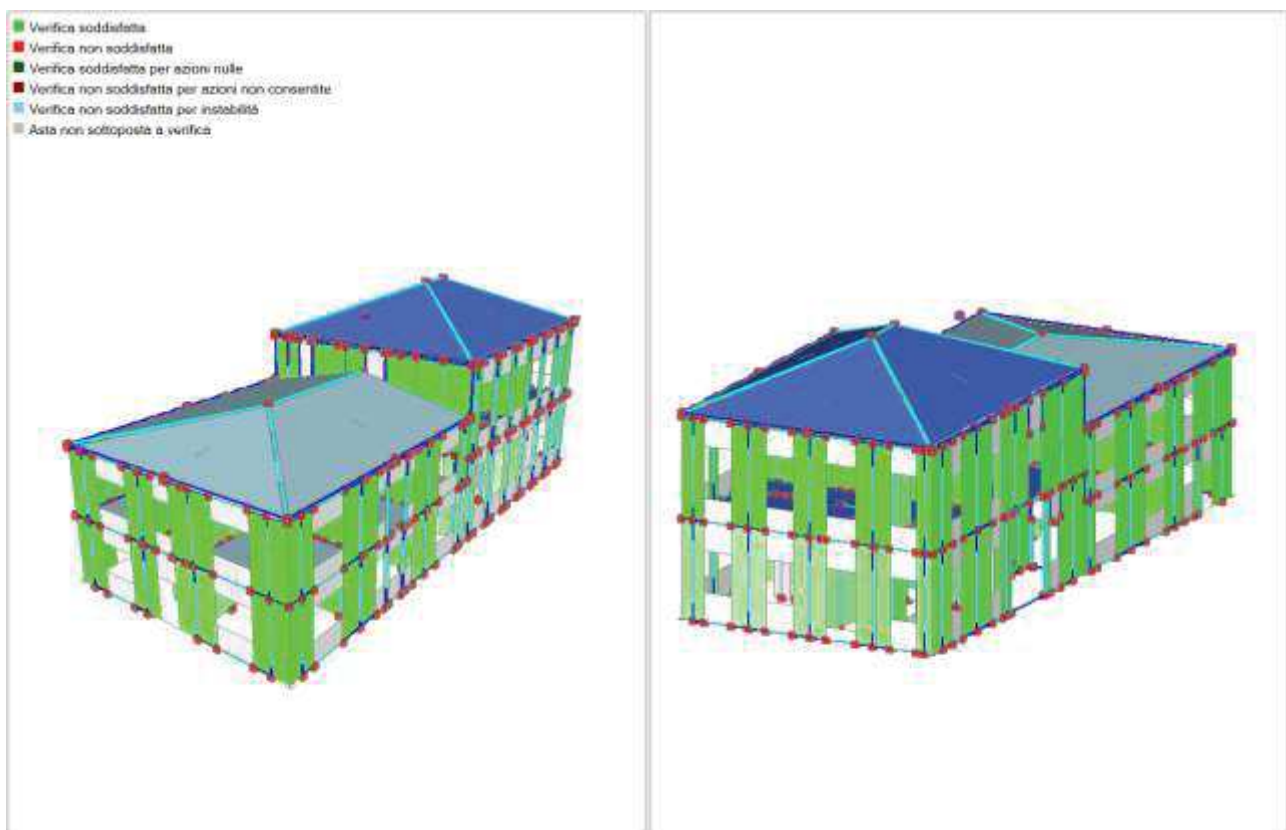 Verifica soddisfatta
Verifica non soddisfatta
Verifica soddisfatta per azioni nulle
Verifica non soddisfatta per azioni non consentite
Verifica non soddisfatta per instabilità
Asta non sottoposta a verifica